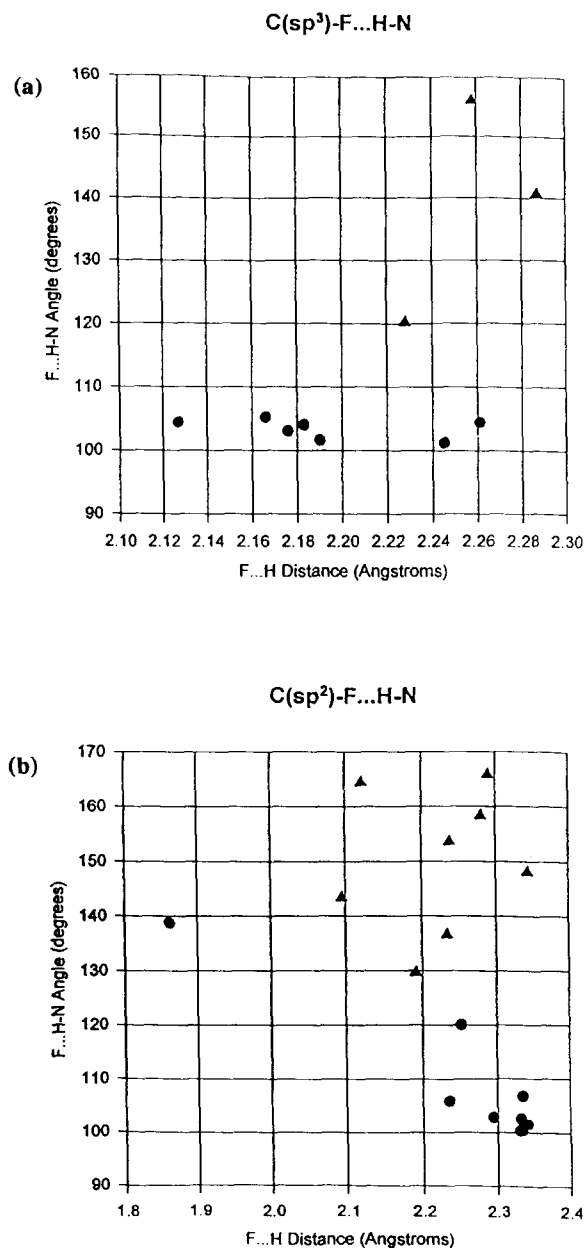 C(sp³)-F...H-N
(a)
F...H-N Angle (degrees)
160
150
140
130
120
110
100
90
2.10 2.12 2.14 2.16 2.18 2.20 2.22 2.24 2.26 2.28 2.30
F...H Distance (Angstroms)
C(sp²)-F...H-N
(b)
F...H-N Angle (degrees)
170
160
150
140
130
120
110
100
90
1.8 1.9 2.0 2.1 2.2 2.3 2.4
F...H Distance (Angstroms)